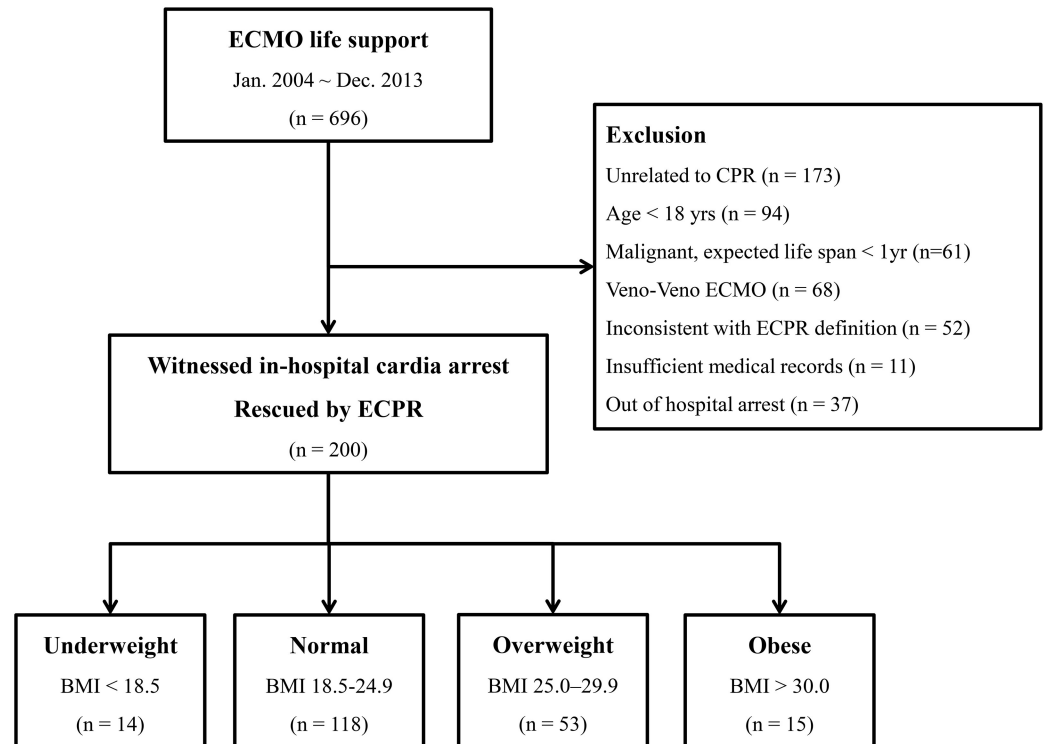 ECMO life support
Jan. 2004 ~ Dec. 2013
(n = 696)
Exclusion
Unrelated to CPR (n = 173)
Age < 18 yrs (n = 94)
Malignant, expected life span < 1yr (n=61)
Veno-Veno ECMO (n = 68)
Inconsistent with ECPR definition (n = 52)
Insufficient medical records (n = 11)
Out of hospital arrest (n = 37)
Witnessed in-hospital cardia arrest
Rescued by ECPR
(n = 200)
Underweight
BMI < 18.5
(n = 14)
Normal
BMI 18.5-24.9
(n = 118)
Overweight
BMI 25.0–29.9
(n = 53)
Obese
BMI > 30.0
(n = 15)